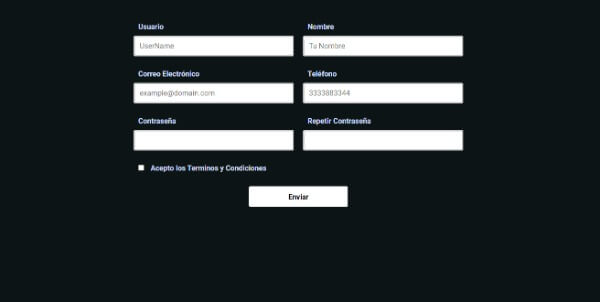 Usuario Nombre
UserName Tu Nombre
Correo Electrónico Teléfono
example@domain.com 3333883344
Contraseña Repetir Contraseña
Acepto los Terminos y Condiciones
Enviar